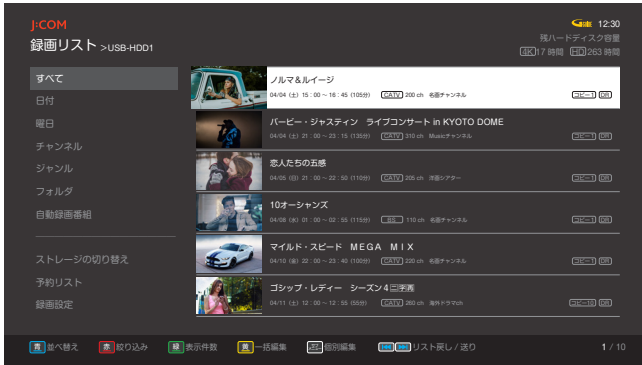 J:COM
Gガイド 12:30
録画リスト >USB-HDD1
残ハードディスク容量
4K 17 時間 HD 263 時間
すべて
日付
曜日
チャンネル
ジャンル
フォルダ
自動録画番組
ストレージの切り替え
予約リスト
録画設定
ノルマ&ルイージ
04/04 (土) 15:00 ~ 16:45 (105分) CATV 200 ch 名画チャンネル コピー1 DR
バービー・ジャスティン ライブコンサート in KYOTO DOME
04/04 (土) 21:00 ~ 23:15 (135分) CATV 310 ch Musicチャンネル コピー1 DR
恋人たちの五感
04/05 (日) 21:00 ~ 22:50 (110分) CATV 205 ch 洋画シアター コピー1 DR
10オーシャンズ
04/08 (水) 01:00 ~ 02:55 (115分) BS 110 ch 名画チャンネル コピー1 DR
マイルド・スピード MEGA MIX
04/10 (金) 22:00 ~ 23:40 (100分) CATV 220 ch 名画チャンネル コピー1 DR
ゴシップ・レディー シーズン4 二字再
04/11 (土) 12:00 ~ 12:55 (55分) CATV 260 ch 海外ドラマch コピー10 DR
青 並べ替え 赤 絞り込み 緑 表示件数 黄 一括編集 個別編集 リスト戻し / 送り 1 / 10